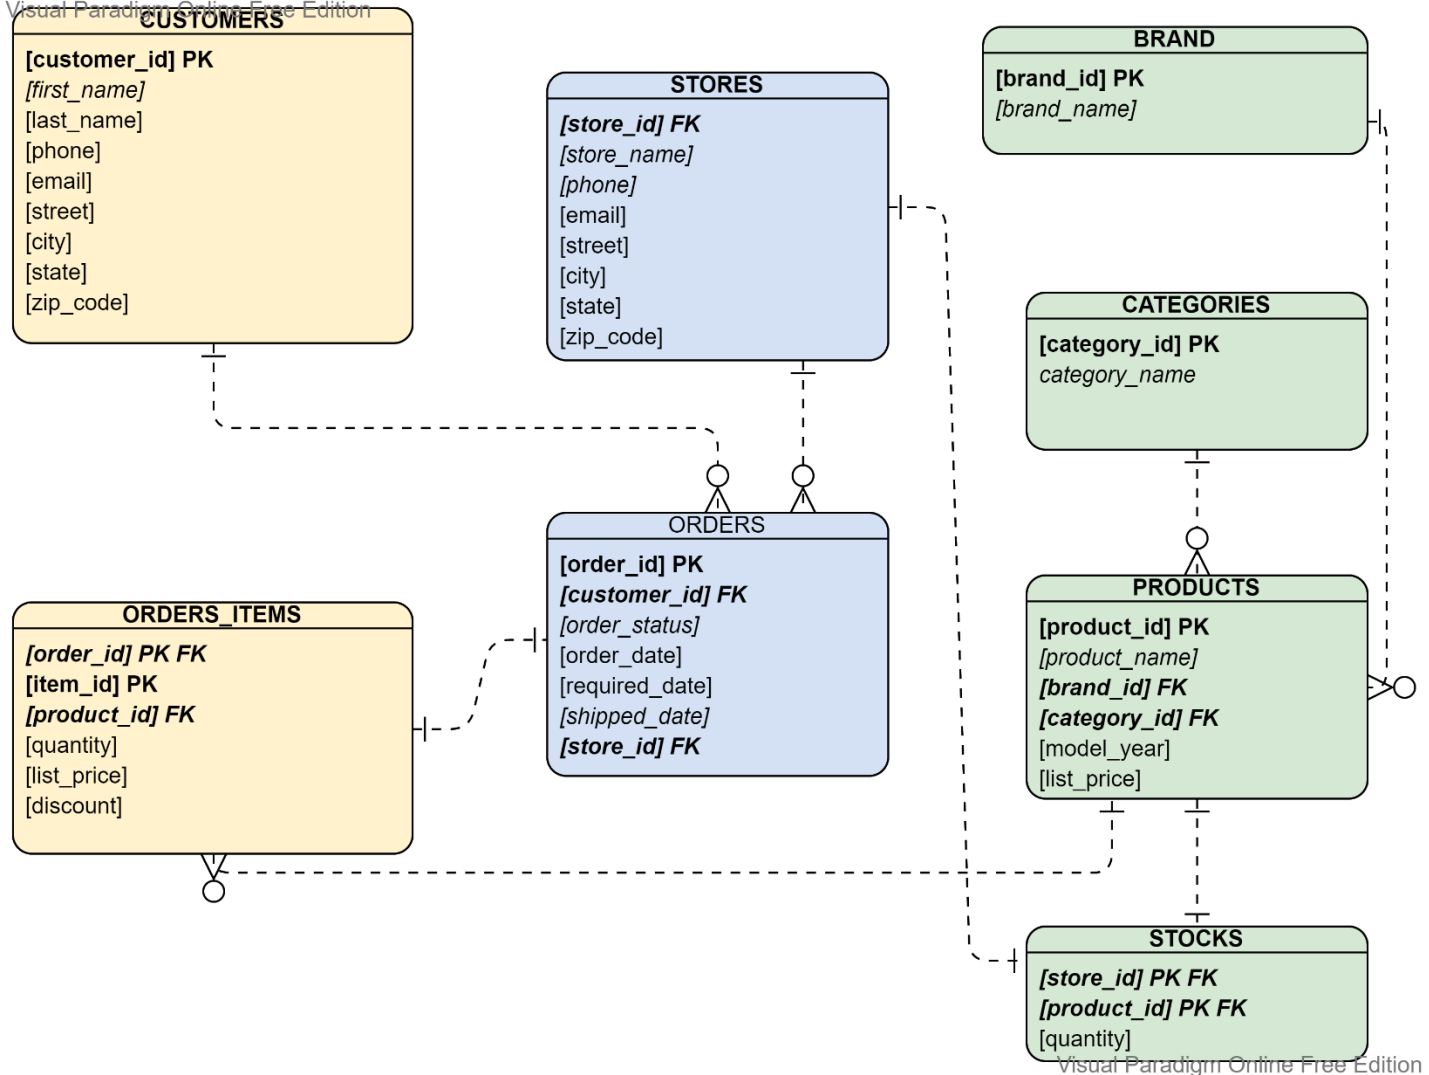 Visual Paradigm Online Free Edition
CUSTOMERS
[customer_id] PK
[first_name]
[last_name]
[phone]
[email]
[street]
[city]
[state]
[zip_code]
STORES
[store_id] FK
[store_name]
[phone]
[email]
[street]
[city]
[state]
[zip_code]
BRAND
[brand_id] PK
[brand_name]
CATEGORIES
[category_id] PK
category_name
ORDERS
[order_id] PK
[customer_id] FK
[order_status]
[order_date]
[required_date]
[shipped_date]
[store_id] FK
ORDERS_ITEMS
[order_id] PK FK
[item_id] PK
[product_id] FK
[quantity]
[list_price]
[discount]
PRODUCTS
[product_id] PK
[product_name]
[brand_id] FK
[category_id] FK
[model_year]
[list_price]
STOCKS
[store_id] PK FK
[product_id] PK FK
[quantity]
Visual Paradigm Online Free Edition